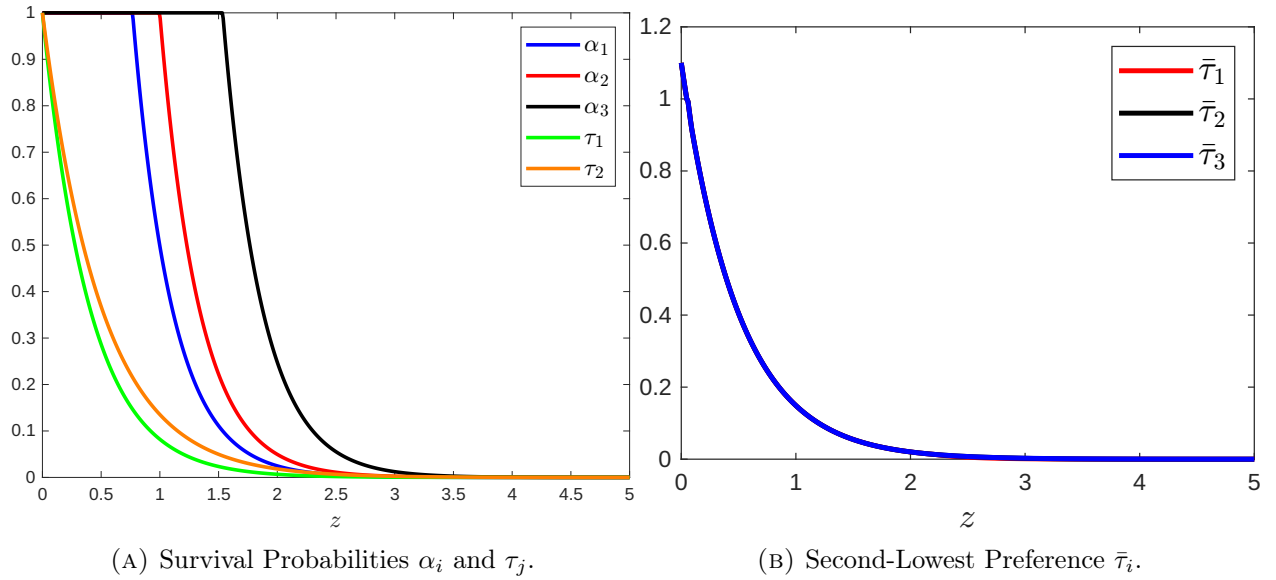 1
0.9
0.8
0.7
0.6
0.5
0.4
0.3
0.2
0.1
0
0 0.5 1 1.5 2 2.5 3 3.5 4 4.5 5
z
α₁
α₂
α₃
τ₁
τ₂
(A) Survival Probabilities αᵢ and τⱼ.
1.2
1
0.8
0.6
0.4
0.2
0
0 1 2 3 4 5
z
τ̄₁
τ̄₂
τ̄₃
(B) Second-Lowest Preference τ̄ᵢ.